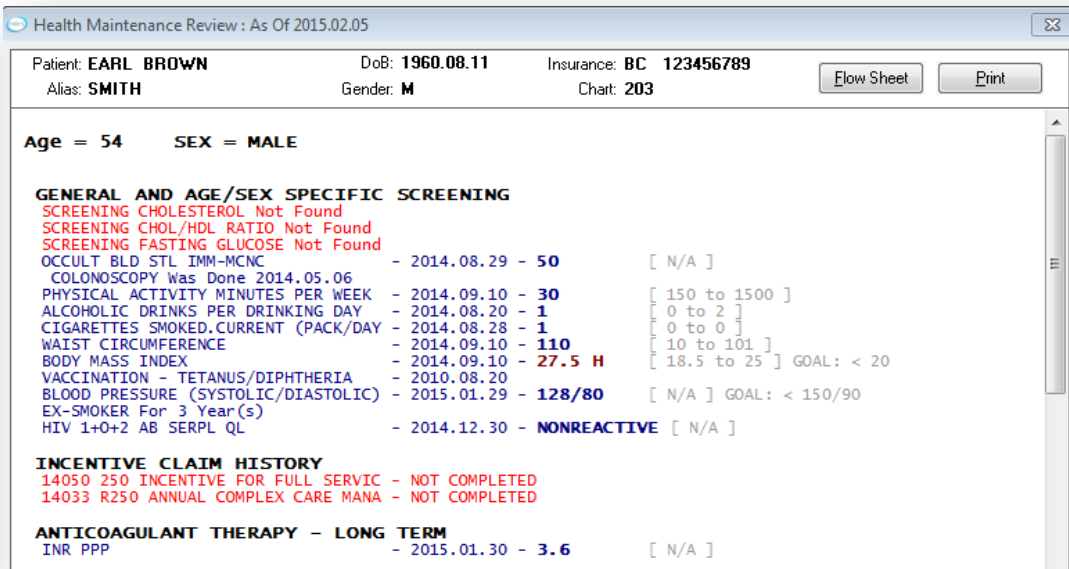 Health Maintenance Review : As Of 2015.02.05
Patient: EARL BROWN DoB: 1960.08.11 Insurance: BC 123456789 Flow Sheet Print
Alias: SMITH Gender: M Chart: 203
Age = 54 SEX = MALE
GENERAL AND AGE/SEX SPECIFIC SCREENING
SCREENING CHOLESTEROL Not Found
SCREENING CHOL/HDL RATIO Not Found
SCREENING FASTING GLUCOSE Not Found
OCCULT BLD STL IMM-MCNC - 2014.08.29 - 50 [ N/A ]
COLONOSCOPY Was Done 2014.05.06
PHYSICAL ACTIVITY MINUTES PER WEEK - 2014.09.10 - 30 [ 150 to 1500 ]
ALCOHOLIC DRINKS PER DRINKING DAY - 2014.08.20 - 1 [ 0 to 2 ]
CIGARETTES SMOKED.CURRENT (PACK/DAY - 2014.08.28 - 1 [ 0 to 0 ]
WAIST CIRCUMFERENCE - 2014.09.10 - 110 [ 10 to 101 ]
BODY MASS INDEX - 2014.09.10 - 27.5 H [ 18.5 to 25 ] GOAL: < 20
VACCINATION - TETANUS/DIPHTHERIA - 2010.08.20
BLOOD PRESSURE (SYSTOLIC/DIASTOLIC) - 2015.01.29 - 128/80 [ N/A ] GOAL: < 150/90
EX-SMOKER For 3 Year(s)
HIV 1+O+2 AB SERPL QL - 2014.12.30 - NONREACTIVE [ N/A ]
INCENTIVE CLAIM HISTORY
14050 250 INCENTIVE FOR FULL SERVIC - NOT COMPLETED
14033 R250 ANNUAL COMPLEX CARE MANA - NOT COMPLETED
ANTICOAGULANT THERAPY - LONG TERM
INR PPP - 2015.01.30 - 3.6 [ N/A ]